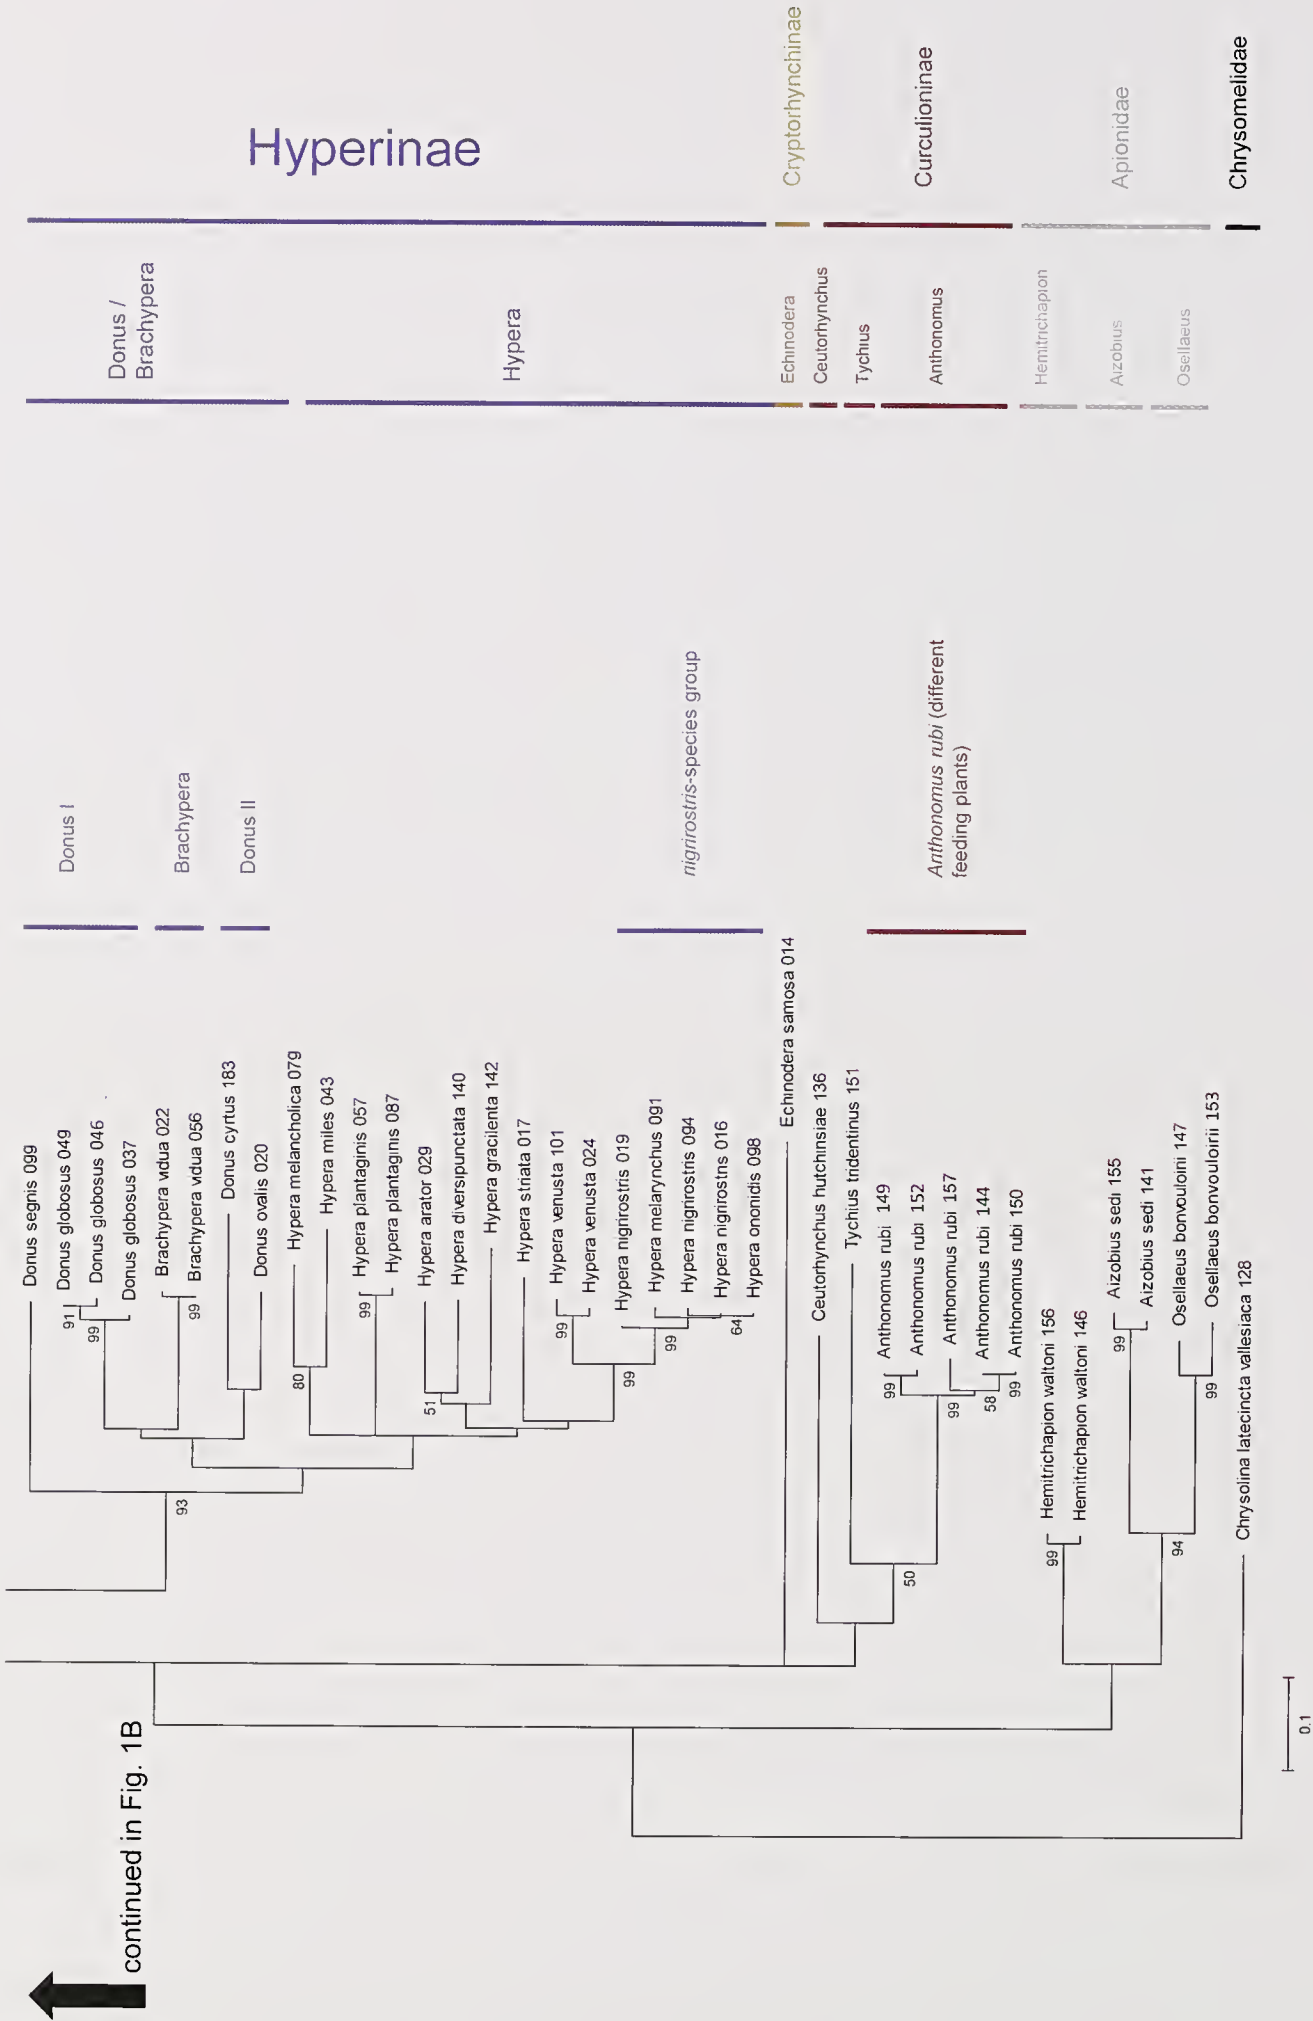 continued in Fig. 1B
Donus segnis 099
Donus globosus 049
Donus globosus 046
Donus globosus 037
Brachypera vidua 022
Brachypera vidua 056
Donus cyrtus 183
Donus ovalis 020
Hypera melancholica 079
Hypera miles 043
Hypera plantaginis 057
Hypera plantaginis 087
Hypera arator 029
Hypera diversipunctata 140
Hypera gracilenta 142
Hypera striata 017
Hypera venusta 101
Hypera venusta 024
Hypera nigrirostris 019
Hypera melarynchus 091
Hypera nigrirostris 094
Hypera nigrirostris 016
Hypera ononidis 098
Echinodera samosa 014
Ceutorhynchus hutchinsiae 136
Tychius tridentinus 151
Anthonomus rubi 149
Anthonomus rubi 152
Anthonomus rubi 157
Anthonomus rubi 144
Anthonomus rubi 150
Hemitrichapion waltoni 156
Hemitrichapion waltoni 146
Aizobius sedi 155
Aizobius sedi 141
Osellaeus bonvouloirii 147
Osellaeus bonvouloirii 153
Chrysolina latecincta vallesiaca 128
91
99
99
93
80
99
51
99
99
99
64
99
99
58
99
50
99
99
99
94
0.1
Donus I
Brachypera
Donus II
nigrirostris-species group
Anthonomus rubi (different
feeding plants)
Donus /
Brachypera
Hypera
Echinodera
Ceutorhynchus
Tychius
Anthonomus
Hemitrichapion
Aizobius
Osellaeus
Hyperinae
Cryptorhynchinae
Curculioninae
Apionidae
Chrysomelidae